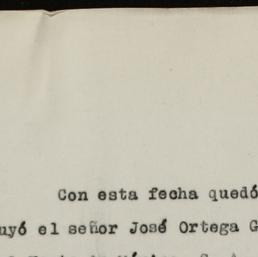 Con esta fecha quedó
uyó el señor José Ortega G